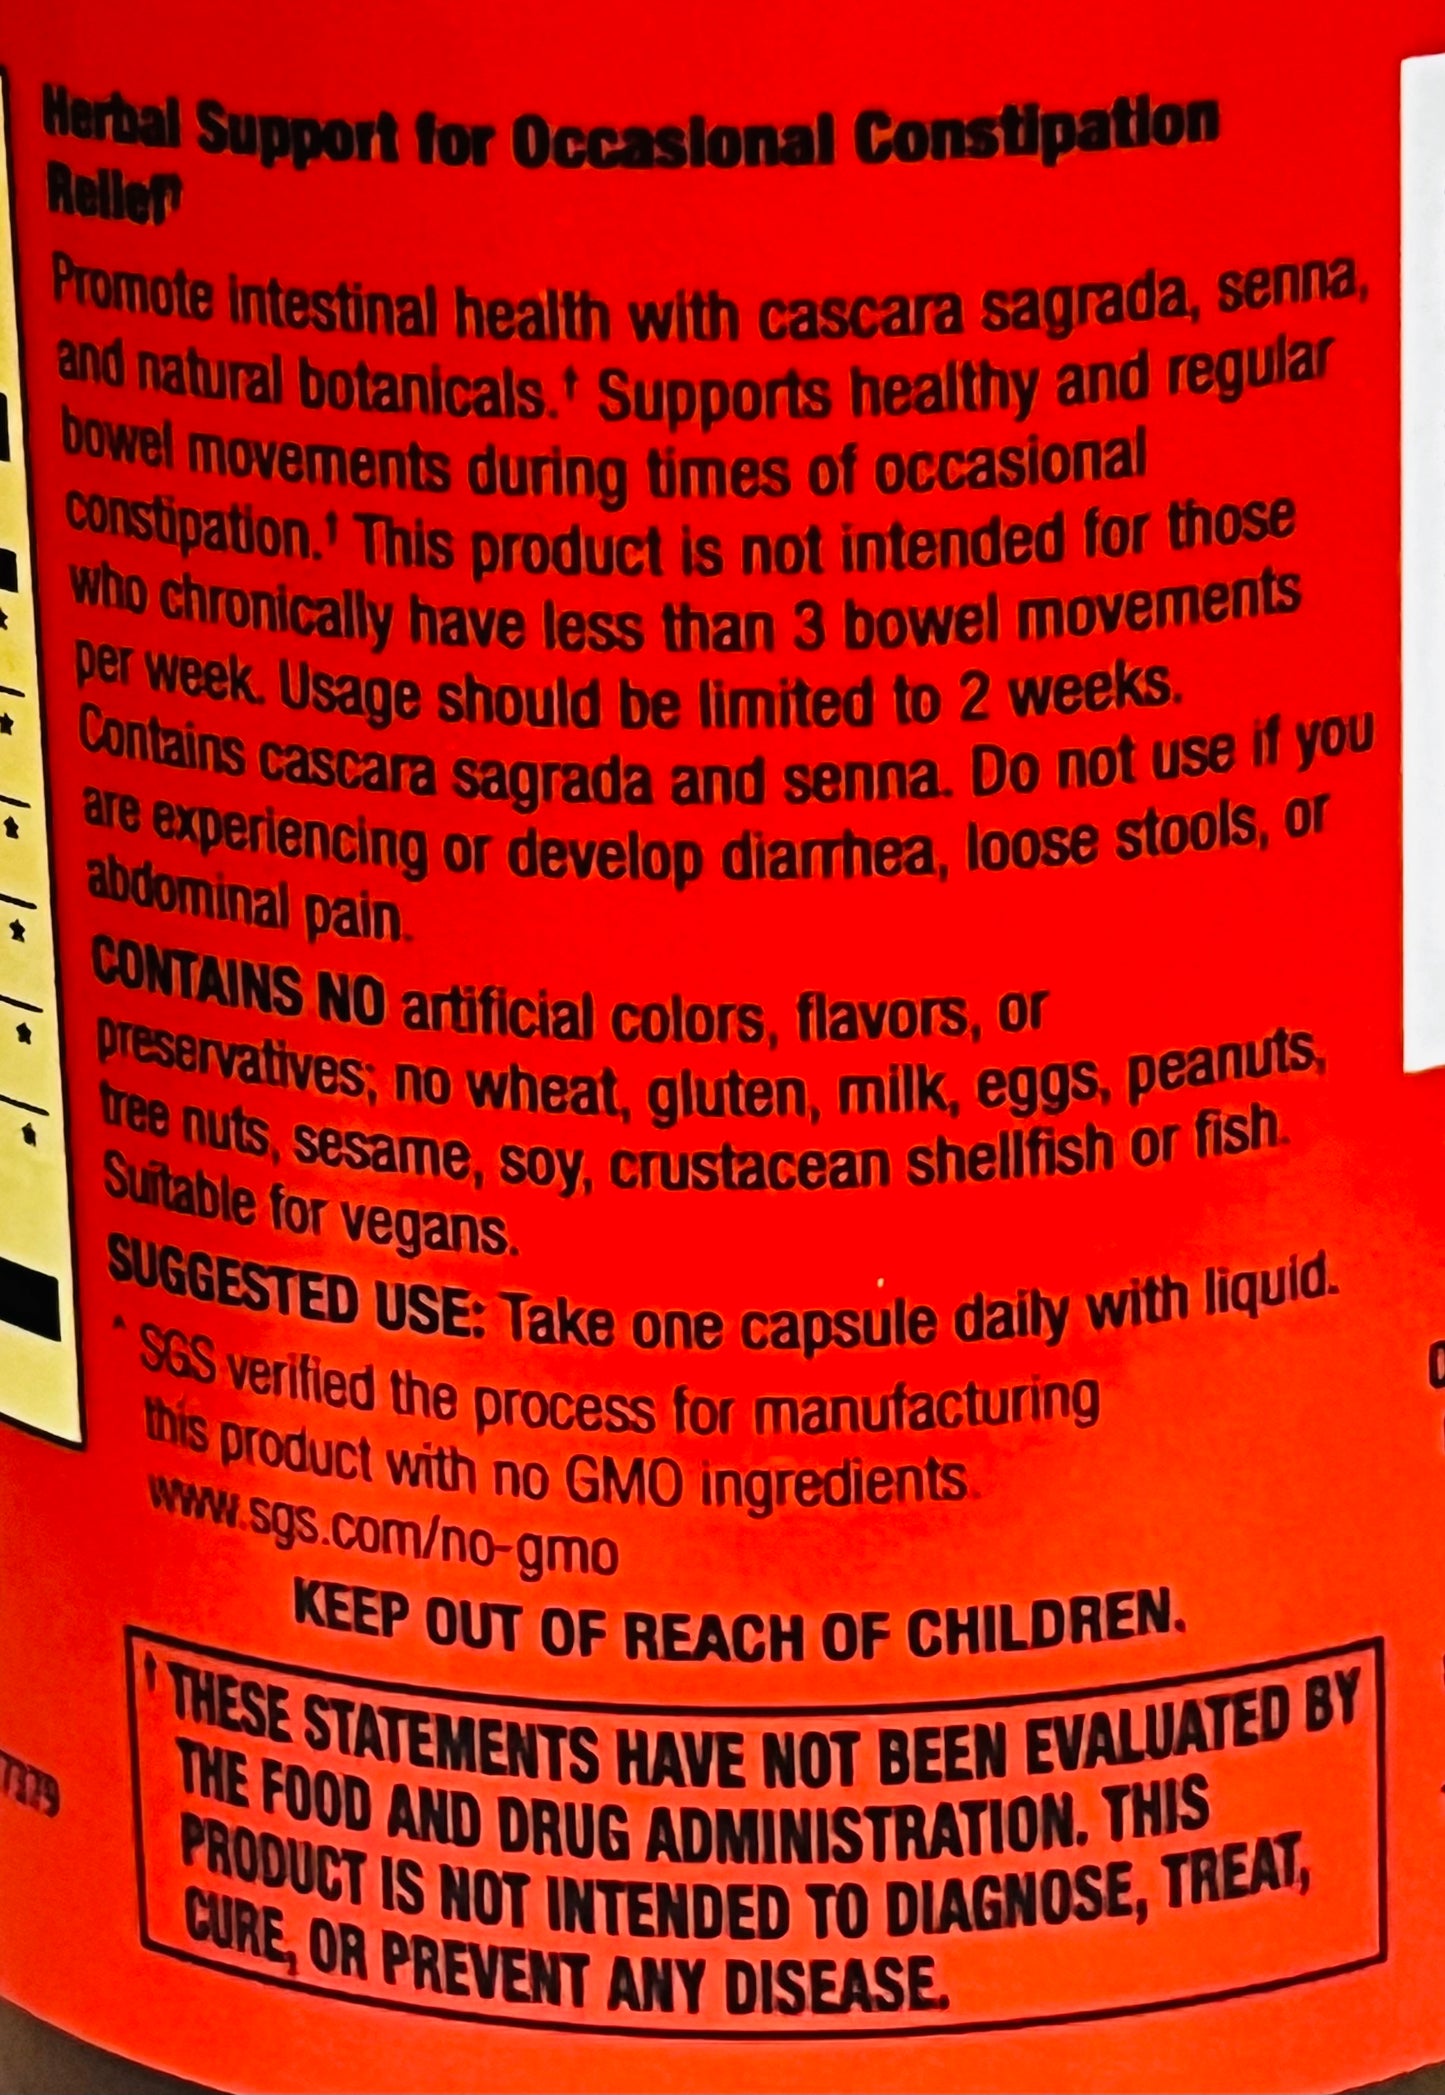 Herbal Support for Occasional Constipation
Relief†
Promote intestinal health with cascara sagrada, senna,
and natural botanicals.† Supports healthy and regular
bowel movements during times of occasional
constipation.† This product is not intended for those
who chronically have less than 3 bowel movements
per week. Usage should be limited to 2 weeks.
Contains cascara sagrada and senna. Do not use if you
are experiencing or develop diarrhea, loose stools, or
abdominal pain.
CONTAINS NO artificial colors, flavors, or
preservatives; no wheat, gluten, milk, eggs, peanuts,
tree nuts, sesame, soy, crustacean shellfish or fish.
Suitable for vegans.
SUGGESTED USE: Take one capsule daily with liquid.
^ SGS verified the process for manufacturing
this product with no GMO ingredients.
www.sgs.com/no-gmo
KEEP OUT OF REACH OF CHILDREN.
† THESE STATEMENTS HAVE NOT BEEN EVALUATED BY
THE FOOD AND DRUG ADMINISTRATION. THIS
PRODUCT IS NOT INTENDED TO DIAGNOSE, TREAT,
CURE, OR PREVENT ANY DISEASE.